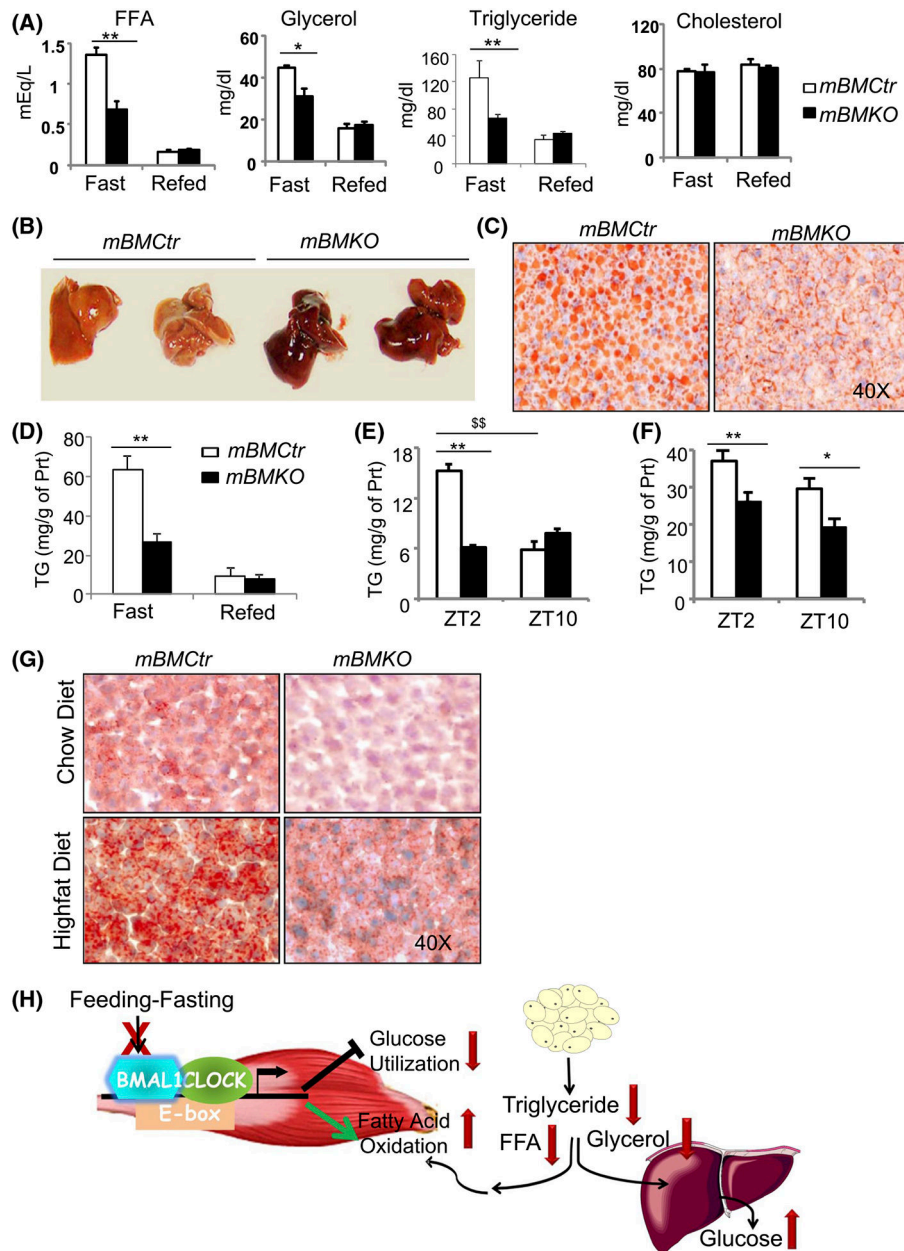 (A)
FFA
Glycerol
Triglyceride
Cholesterol
1.5
**
mEq/L
1
0.5
0
Fast
Refed
60
*
mg/dl
40
20
0
Fast
Refed
160
**
mg/dl
120
80
40
0
Fast
Refed
120
mg/dl
80
40
0
Fast
Refed
mBMCtr
mBMKO
(B)
mBMCtr
mBMKO
(C)
mBMCtr
mBMKO
40X
(D)
TG (mg/g of Prt)
80
60
40
20
0
**
mBMCtr
mBMKO
Fast
Refed
(E)
TG (mg/g of Prt)
18
12
6
0
$$
**
ZT2
ZT10
(F)
TG (mg/g of Prt)
40
30
20
10
0
**
*
ZT2
ZT10
(G)
mBMCtr
mBMKO
Chow Diet
Highfat Diet
40X
(H)
Feeding-Fasting
X
BMAL1
CLOCK
E-box
Glucose
Utilization
Fatty Acid
Oxidation
Triglyceride
FFA
Glycerol
Glucose